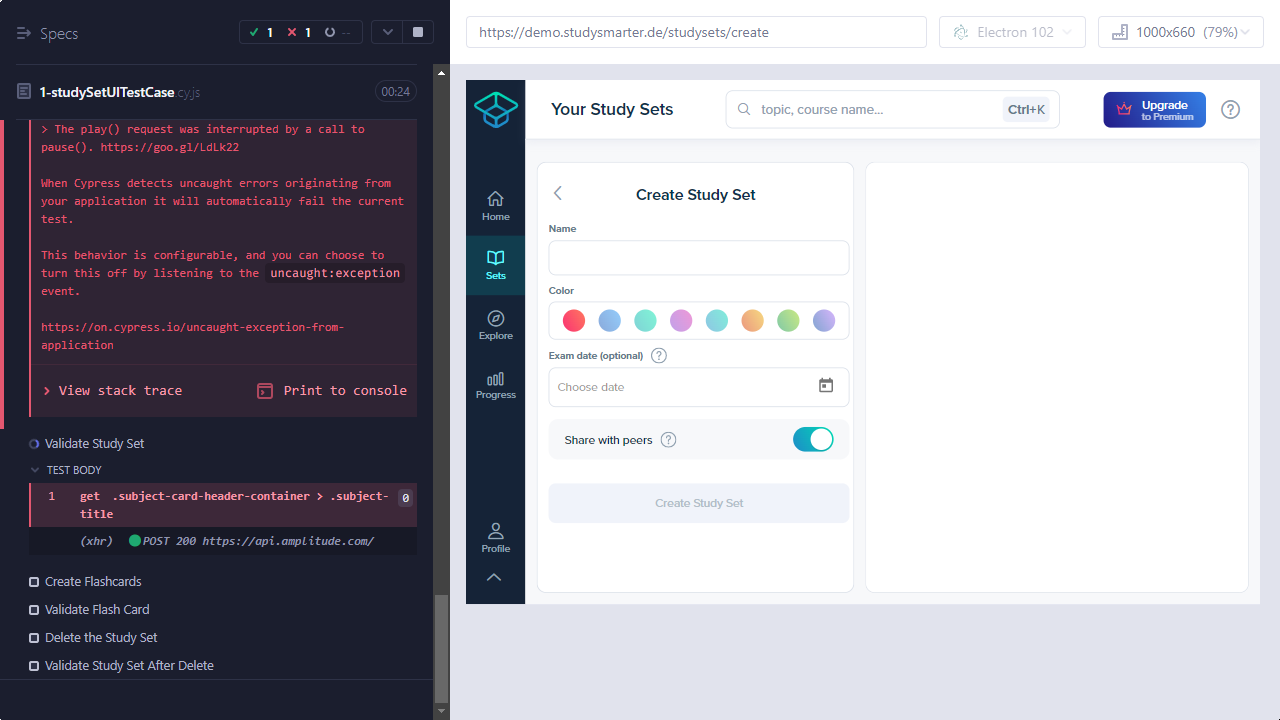 Specs
1
1
--
1-studySetUITestCase.cy.js
00:24
> The play() request was interrupted by a call to
pause(). https://goo.gl/LdLk22
When Cypress detects uncaught errors originating from
your application it will automatically fail the current
test.
This behavior is configurable, and you can choose to
turn this off by listening to the uncaught:exception
event.
https://on.cypress.io/uncaught-exception-from-
application
> View stack trace
Print to console
Validate Study Set
TEST BODY
1 get .subject-card-header-container > .subject-
title
0
(xhr) POST 200 https://api.amplitude.com/
Create Flashcards
Validate Flash Card
Delete the Study Set
Validate Study Set After Delete
https://demo.studysmarter.de/studysets/create
Electron 102
1000x660 (79%)
Your Study Sets
topic, course name...
Ctrl+K
Upgrade
to Premium
?
Home
Sets
Explore
Progress
Profile
Create Study Set
Name
Color
Exam date (optional) ?
Choose date
Share with peers ?
Create Study Set